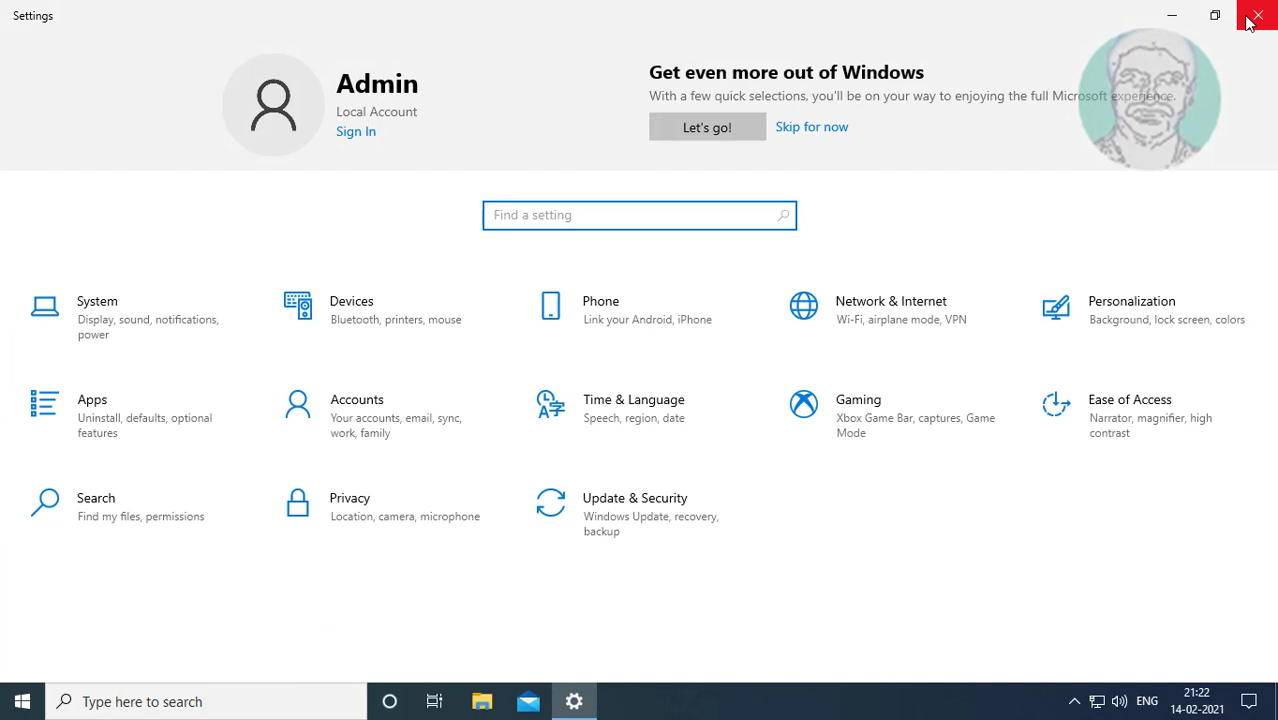 Settings
Admin
Local Account
Sign In
Get even more out of Windows
With a few quick selections, you'll be on your way to enjoying the full Microsoft experience.
Let's go!
Skip for now
Find a setting
System
Display, sound, notifications,
power
Devices
Bluetooth, printers, mouse
Phone
Link your Android, iPhone
Network & Internet
Wi-Fi, airplane mode, VPN
Personalization
Background, lock screen, colors
Apps
Uninstall, defaults, optional
features
Accounts
Your accounts, email, sync,
work, family
Time & Language
Speech, region, date
Gaming
Xbox Game Bar, captures, Game
Mode
Ease of Access
Narrator, magnifier, high
contrast
Search
Find my files, permissions
Privacy
Location, camera, microphone
Update & Security
Windows Update, recovery,
backup
Type here to search
ENG
21:22
14-02-2021